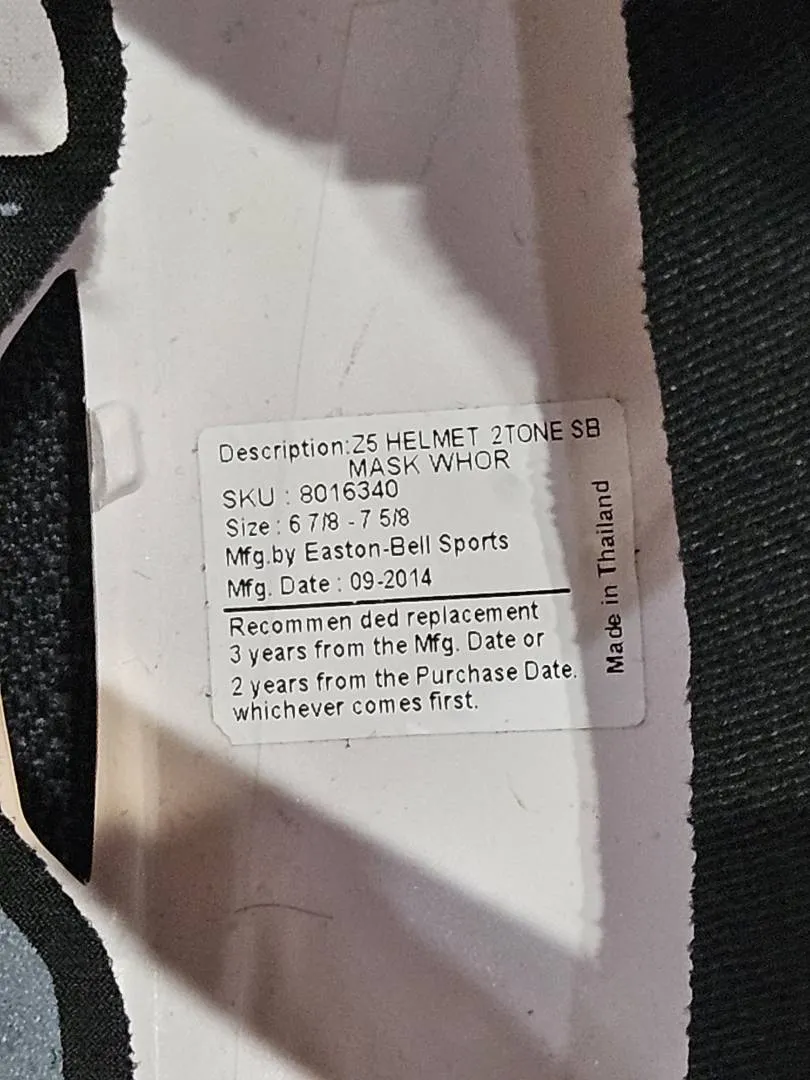 Description:Z5 HELMET 2TONE SB
MASK WHOR
SKU : 8016340
Size : 6 7/8 - 7 5/8
Mfg.by Easton-Bell Sports
Mfg. Date : 09-2014
Recommen ded replacement
3 years from the Mfg. Date or
2 years from the Purchase Date.
whichever comes first.
Made in Thailand